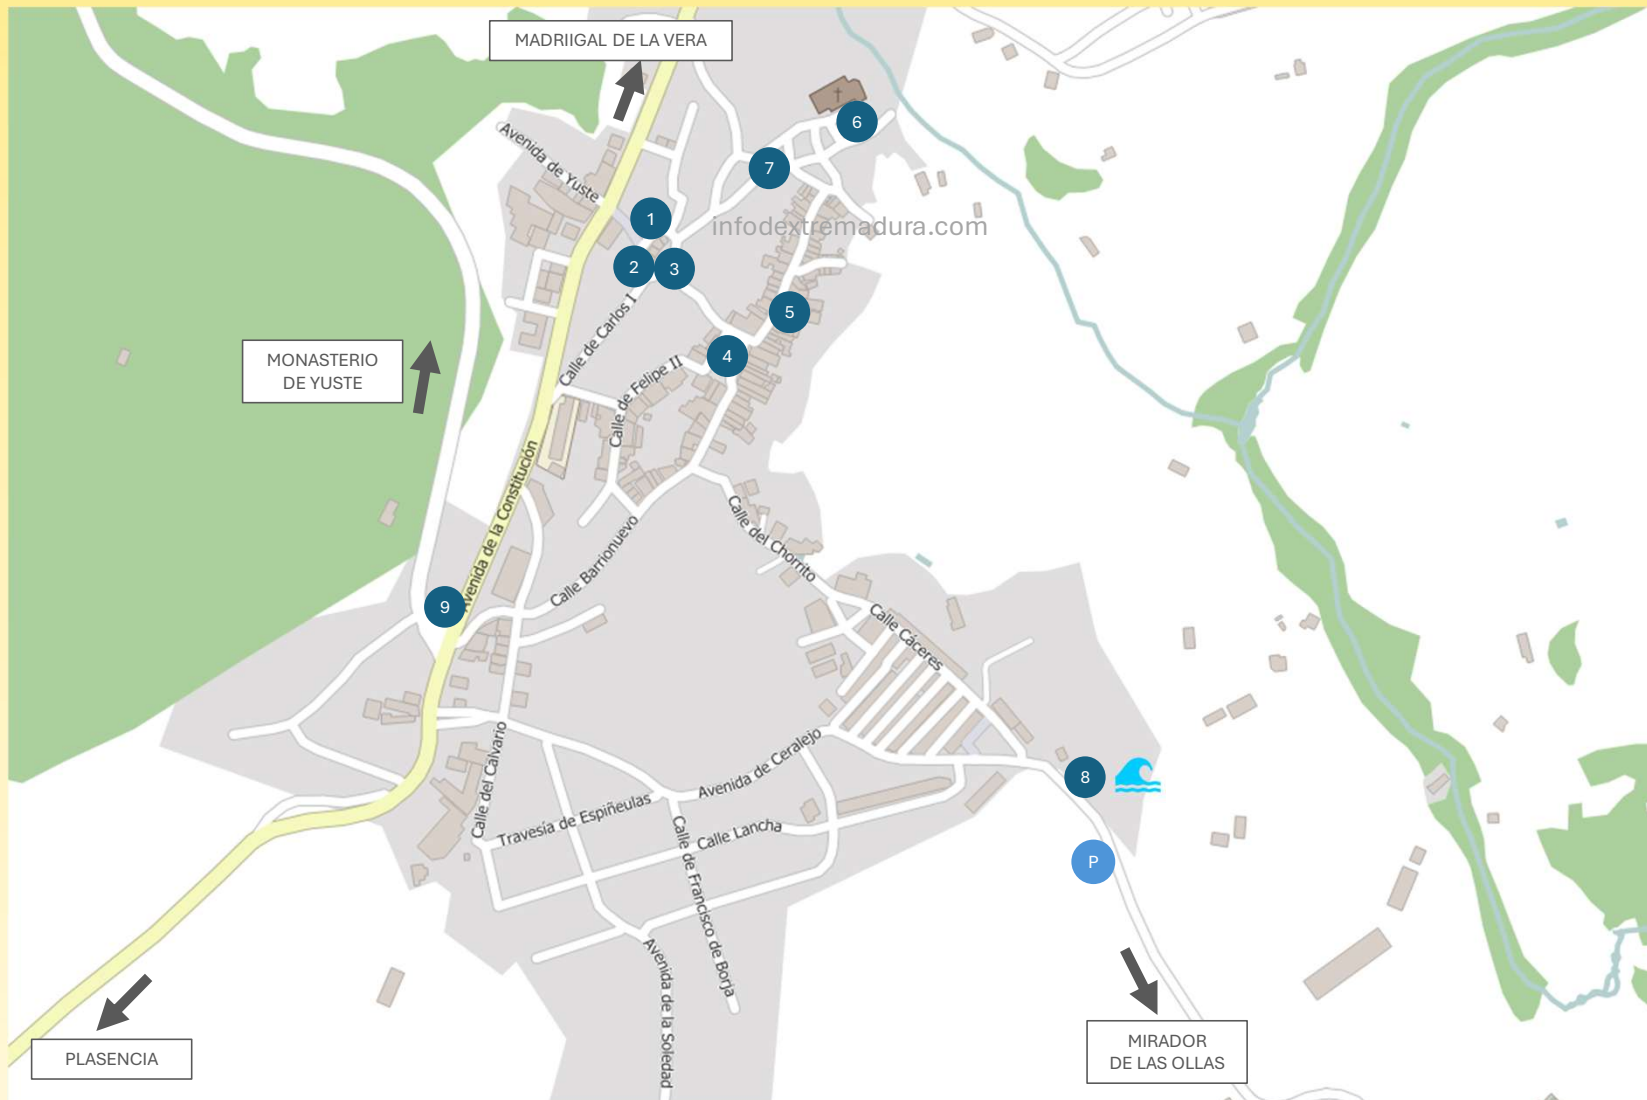 MADRIIGAL DE LA VERA
Avenida de Yuste
6
7
1
infodextremadura.com
2
3
5
Calle de Carlos I
MONASTERIO
DE YUSTE
4
Calle de Felipe II
Avenida de la Constitución
Calle del Chorrito
Calle Barrionuevo
9
Calle Cáceres
Calle del Calvario
Avenida de Ceralejo
8
Travesía de Espiñeulas
Calle Lancha
Calle de Francisco de Borja
P
Avenida de la Soledad
PLASENCIA
MIRADOR
DE LAS OLLAS